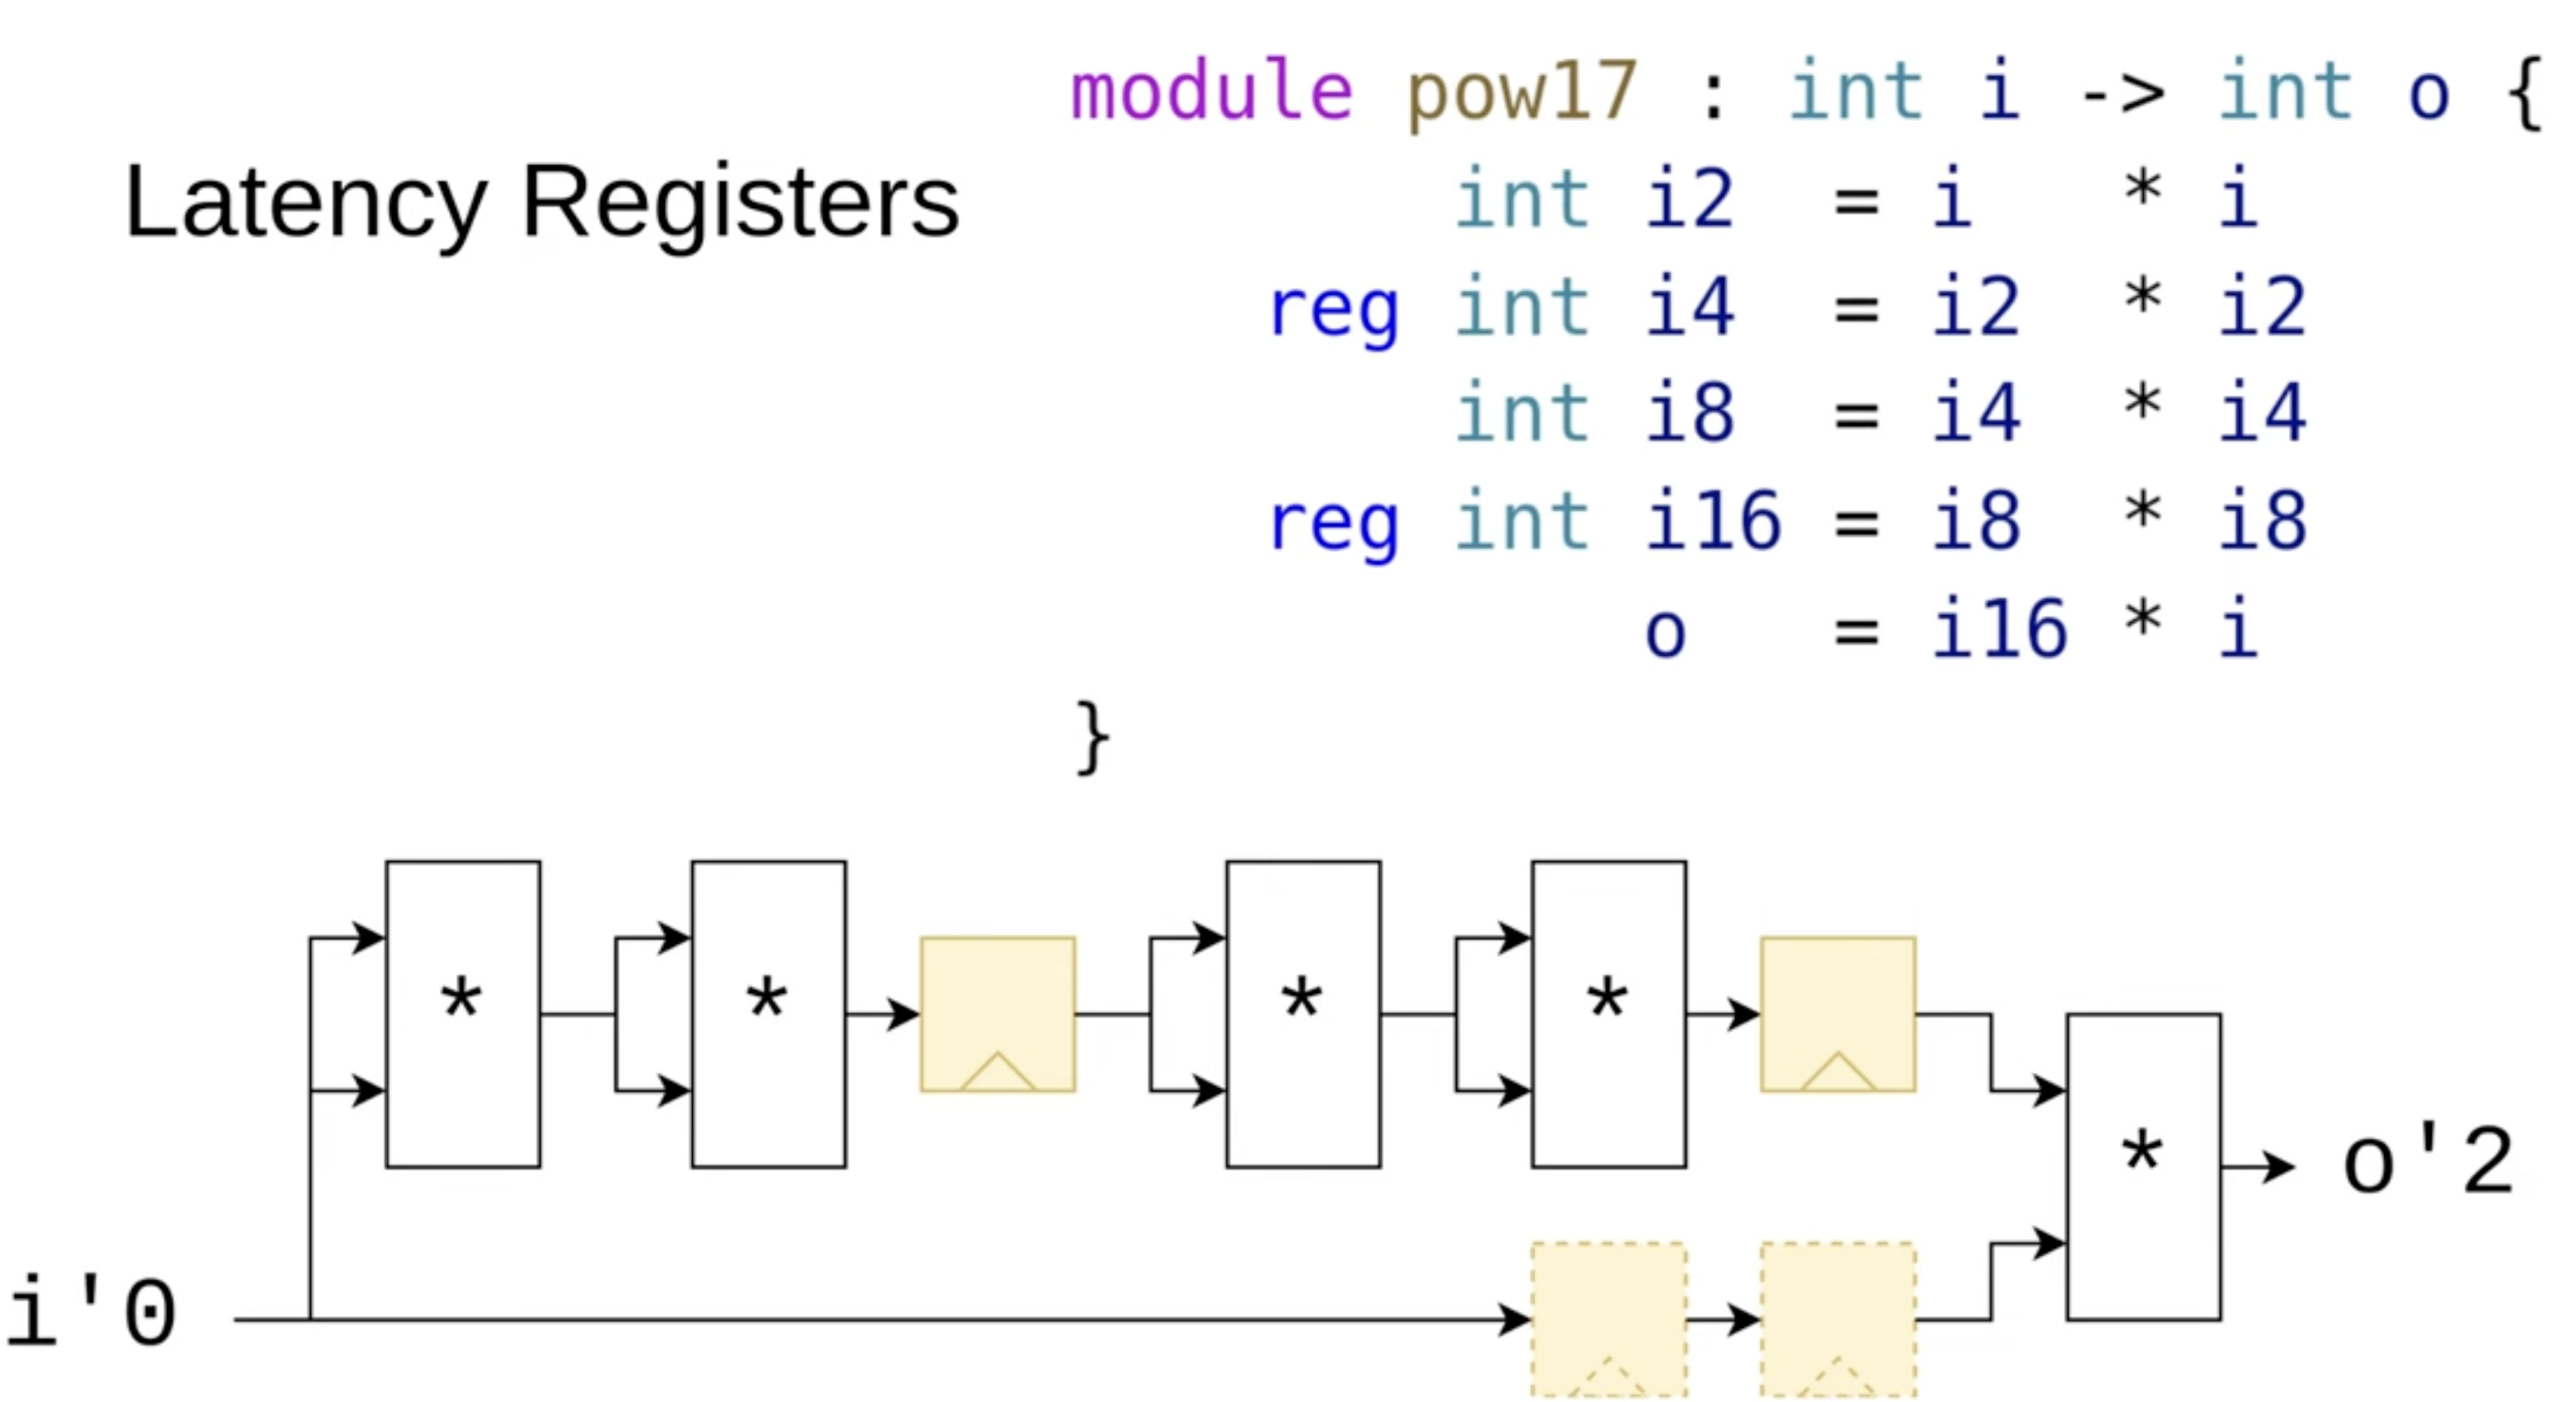 Latency Registers
module pow17 : int i -> int o {
int i2 = i * i
reg int i4 = i2 * i2
int i8 = i4 * i4
reg int i16 = i8 * i8
o = i16 * i
}
* * * *
* o'2
i'0